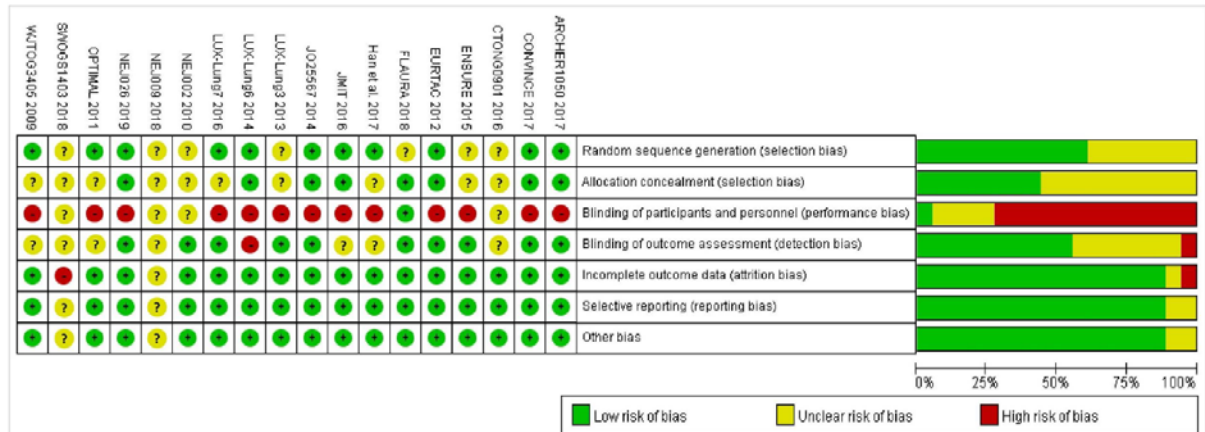 WJTOG3405 2009
SWOGS1403 2018
OPTIMAL 2011
NEJ026 2019
NEJ009 2018
NEJ002 2010
LUX-Lung7 2016
LUX-Lung6 2014
LUX-Lung3 2013
JO25567 2014
JMIT 2016
Han et al. 2017
FLAURA 2018
EURTAC 2012
ENSURE 2015
CTONG0901 2016
CONVINCE 2017
ARCHER1050 2017
+ ? + + ? ? + + ? + + + ? + ? ? + + Random sequence generation (selection bias)
? ? ? + ? ? ? + ? + + ? + + ? ? + + Allocation concealment (selection bias)
- ? - - ? ? - - - - - - + - - ? - - Blinding of participants and personnel (performance bias)
? ? ? + ? + + - + + ? ? + + + ? + + Blinding of outcome assessment (detection bias)
+ - + + ? + + + + + + + + + + + + + Incomplete outcome data (attrition bias)
+ ? + + ? + + + + + + + + + + + + + Selective reporting (reporting bias)
+ ? + + ? + + + + + + + + + + + + + Other bias
0% 25% 50% 75% 100%
Low risk of bias Unclear risk of bias High risk of bias